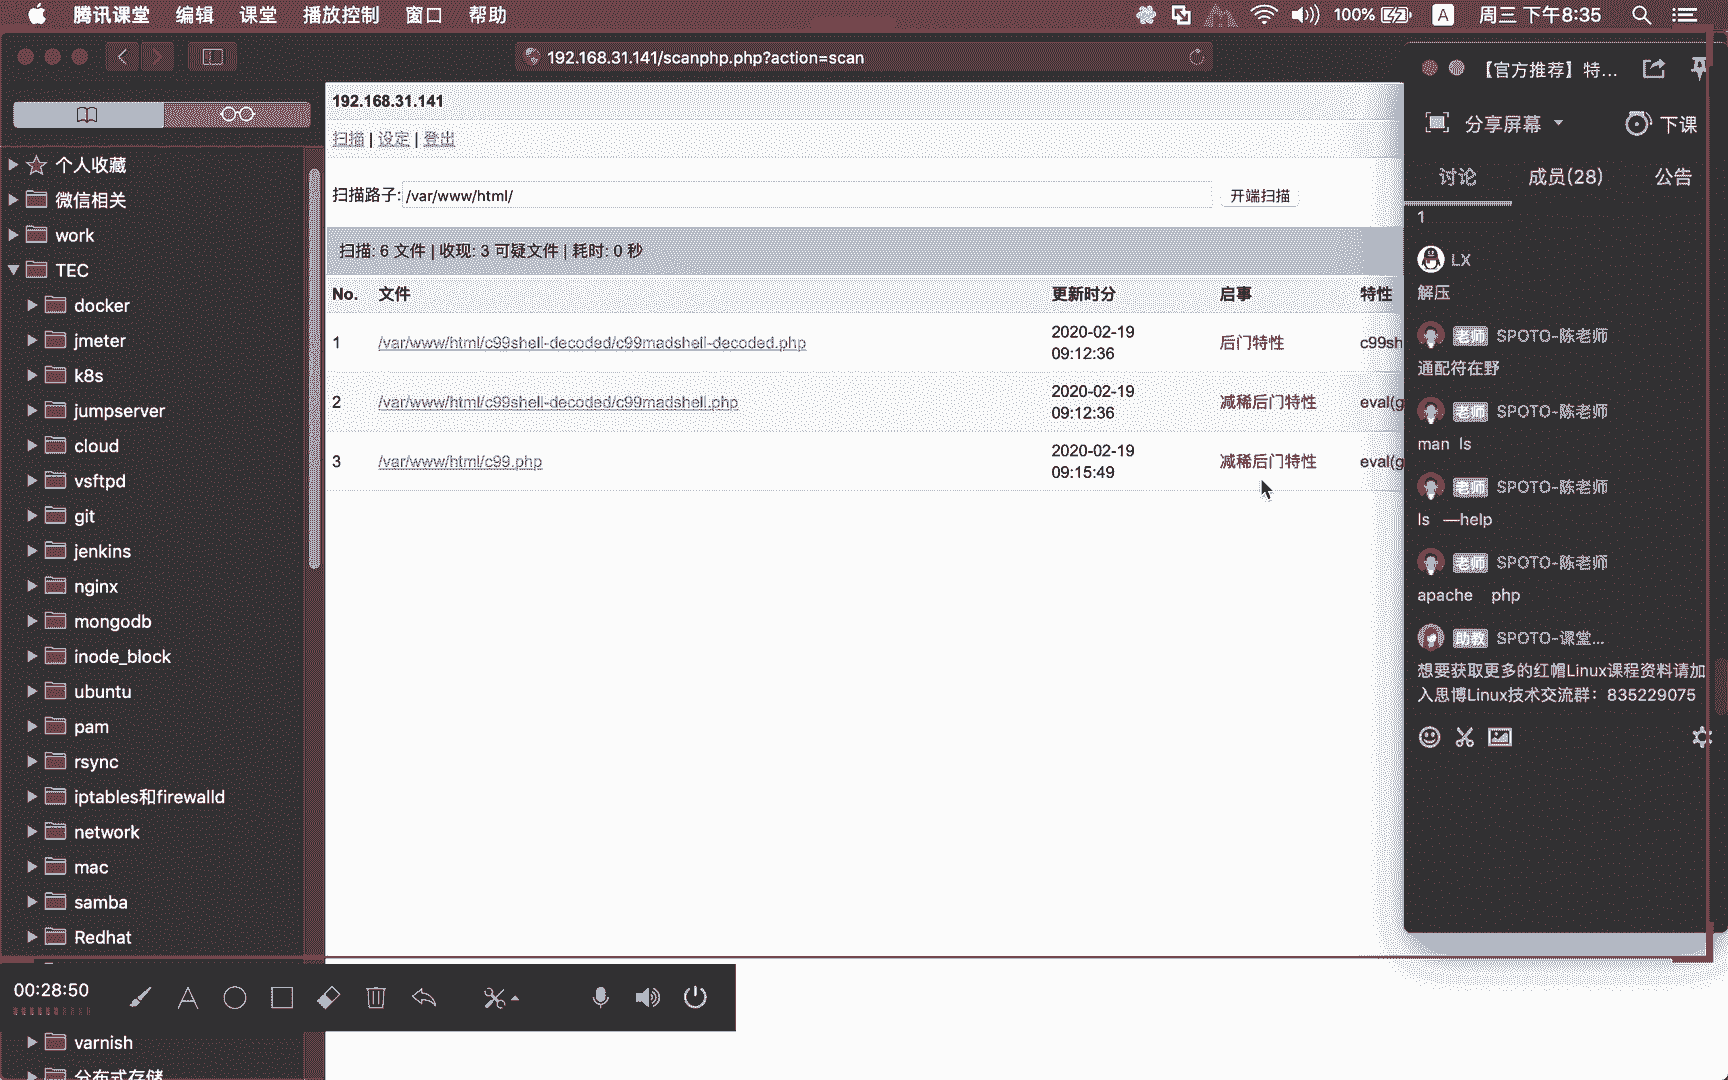 腾讯课堂 编辑 课堂 播放控制 窗口 帮助
100% A 周三 下午8:35
192.168.31.141/scanphp.php?action=scan
个人收藏
微信相关
work
TEC
docker
jmeter
k8s
jumpserver
cloud
vsftpd
git
jenkins
nginx
mongodb
inode_block
ubuntu
pam
rsync
iptables和firewalld
network
mac
samba
Redhat
varnish
分布式存储
192.168.31.141
扫描 | 设定 | 登出
扫描路子: /var/www/html/ 开端扫描
扫描: 6 文件 | 收现: 3 可疑文件 | 耗时: 0 秒
No. 文件 更新时分 启事 特性
1 /var/www/html/c99shell-decoded/c99madshell-decoded.php 2020-02-19 09:12:36 后门特性 c99sh
2 /var/www/html/c99shell-decoded/c99madshell.php 2020-02-19 09:12:36 减稀后门特性 eval(g
3 /var/www/html/c99.php 2020-02-19 09:15:49 减稀后门特性 eval(g
【官方推荐】特...
分享屏幕 下课
讨论 成员(28) 公告
1
LX
解压
老师 SPOTO-陈老师
通配符在野
老师 SPOTO-陈老师
man ls
老师 SPOTO-陈老师
ls —help
老师 SPOTO-陈老师
apache php
助教 SPOTO-课堂...
想要获取更多的红帽Linux课程资料请加
入思博Linux技术交流群：835229075
00:28:50